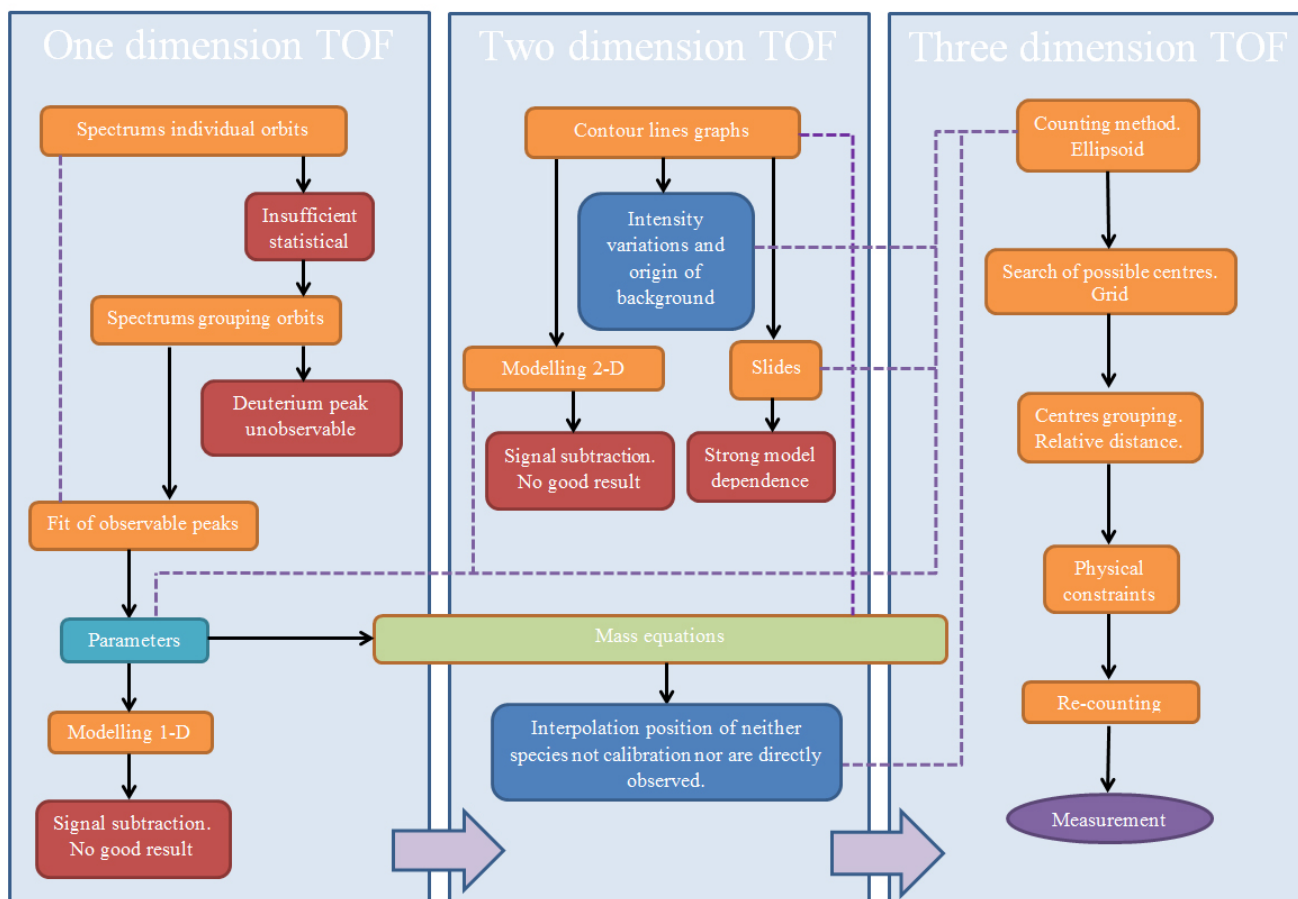 One dimension TOF
Spectrums individual orbits
Insufficient
statistical
Spectrums grouping orbits
Deuterium peak
unobservable
Fit of observable peaks
Parameters
Modelling 1-D
Signal subtraction.
No good result
Two dimension TOF
Contour lines graphs
Intensity
variations and
origin of
background
Modelling 2-D
Slides
Signal subtraction.
No good result
Strong model
dependence
Mass equations
Interpolation position of neither
species not calibration nor are directly
observed.
Three dimension TOF
Counting method.
Ellipsoid
Search of possible centres.
Grid
Centres grouping.
Relative distance.
Physical
constraints
Re-counting
Measurement